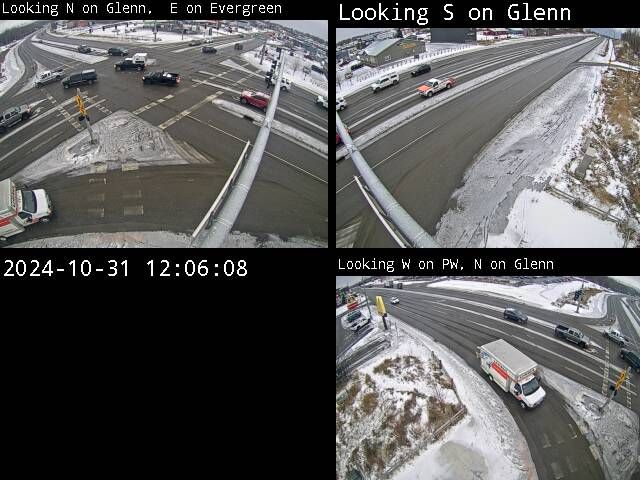 Looking N on Glenn,  E on Evergreen
Looking S on Glenn
2024-10-31 12:06:08
Looking W on PW, N on Glenn